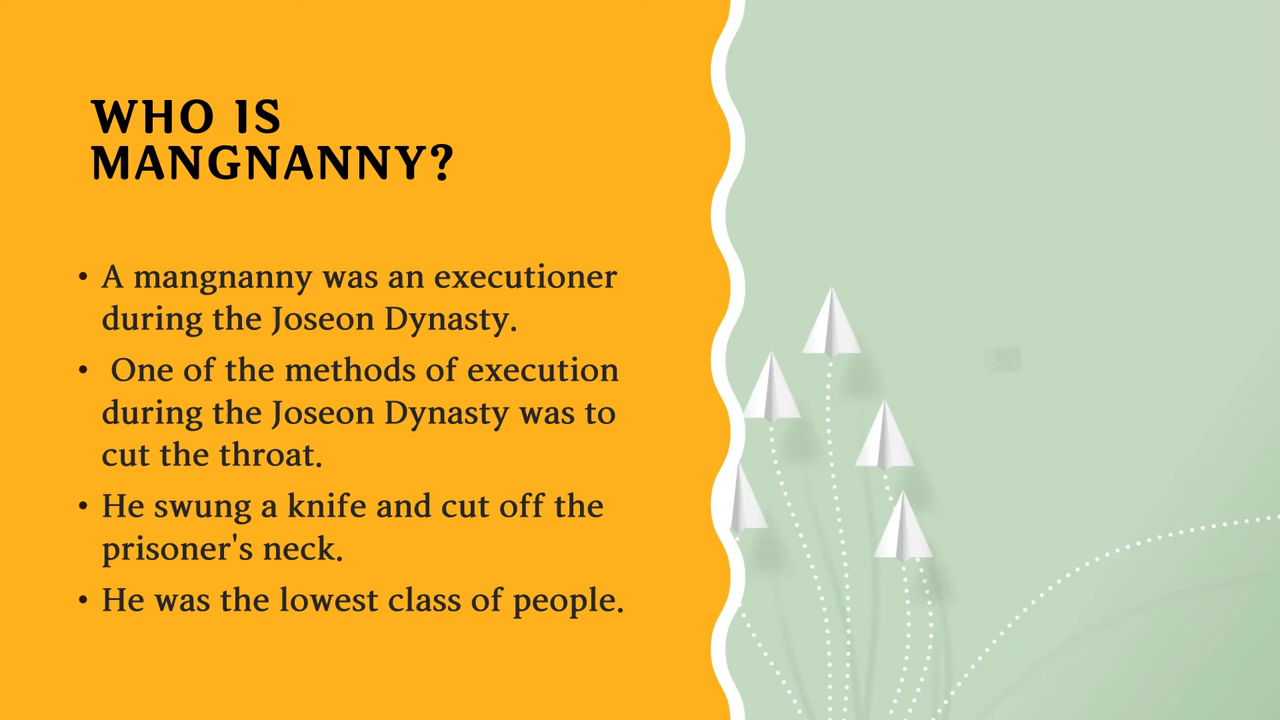 WHO IS
MANGNANNY?
• A mangnanny was an executioner
during the Joseon Dynasty.
• One of the methods of execution
during the Joseon Dynasty was to
cut the throat.
• He swung a knife and cut off the
prisoner's neck.
• He was the lowest class of people.